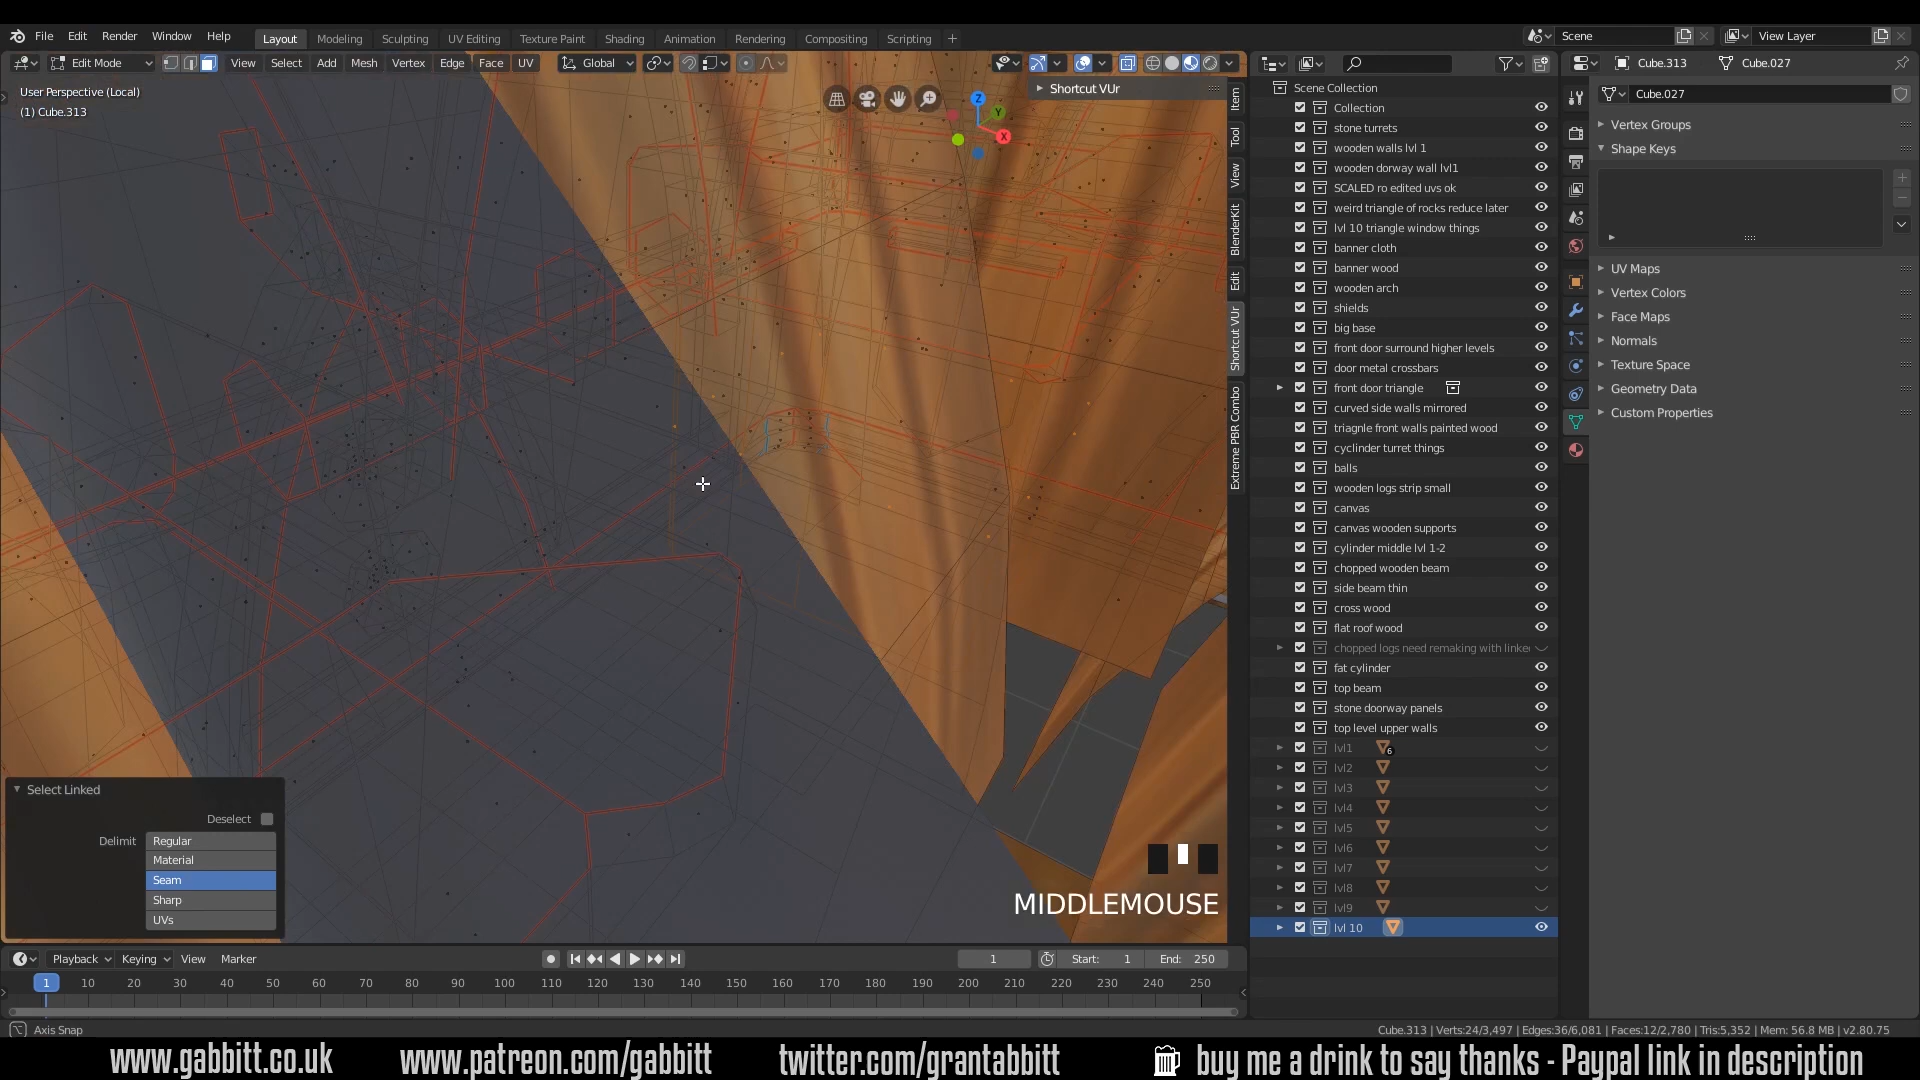 File Edit Render Window Help Layout Modeling Sculpting UV Editing Texture Paint Shading Animation Rendering Compositing Scripting + Scene View Layer
Edit Mode View Select Add Mesh Vertex Edge Face UV Global Cube.313 Cube.027
User Perspective (Local)
(1) Cube.313
Shortcut VUr
Z
Y
X
Item
Tool
View
BlenderKit
Edit
Shortcut VUr
Extreme PBR Combo
Scene Collection
Collection
stone turrets
wooden walls lvl 1
wooden dorway wall lvl1
SCALED ro edited uvs ok
weird triangle of rocks reduce later
lvl 10 triangle window things
banner cloth
banner wood
wooden arch
shields
big base
front door surround higher levels
door metal crossbars
front door triangle
curved side walls mirrored
triagnle front walls painted wood
cyclinder turret things
balls
wooden logs strip small
canvas
canvas wooden supports
cylinder middle lvl 1-2
chopped wooden beam
side beam thin
cross wood
flat roof wood
chopped logs need remaking with linke
fat cylinder
top beam
stone doorway panels
top level upper walls
lvl1 6
lvl2
lvl3
lvl4
lvl5
lvl6
lvl7
lvl8
lvl9
lvl 10
Cube.027
Vertex Groups
Shape Keys
UV Maps
Vertex Colors
Face Maps
Normals
Texture Space
Geometry Data
Custom Properties
Select Linked
Deselect
Delimit Regular
Material
Seam
Sharp
UVs
MIDDLEMOUSE
Playback Keying View Marker 1 Start: 1 End: 250
1 10 20 30 40 50 60 70 80 90 100 110 120 130 140 150 160 170 180 190 200 210 220 230 240 250
Axis Snap Cube.313 | Verts:24/3,497 | Edges:36/6,081 | Faces:12/2,780 | Tris:5,352 | Mem: 56.8 MB | v2.80.75
www.gabbitt.co.uk www.patreon.com/gabbitt twitter.com/grantabbitt buy me a drink to say thanks - Paypal link in description